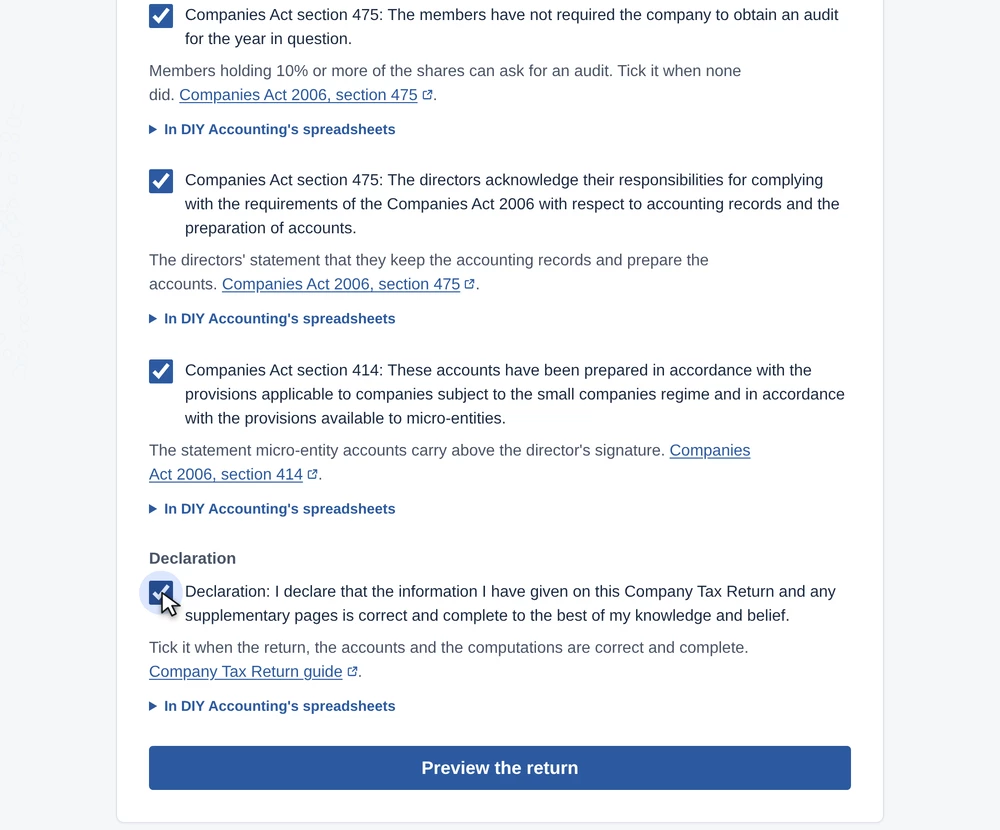 Companies Act section 475: The members have not required the company to obtain an audit
for the year in question.
Members holding 10% or more of the shares can ask for an audit. Tick it when none
did. Companies Act 2006, section 475.
In DIY Accounting's spreadsheets
Companies Act section 475: The directors acknowledge their responsibilities for complying
with the requirements of the Companies Act 2006 with respect to accounting records and the
preparation of accounts.
The directors' statement that they keep the accounting records and prepare the
accounts. Companies Act 2006, section 475.
In DIY Accounting's spreadsheets
Companies Act section 414: These accounts have been prepared in accordance with the
provisions applicable to companies subject to the small companies regime and in accordance
with the provisions available to micro-entities.
The statement micro-entity accounts carry above the director's signature. Companies
Act 2006, section 414.
In DIY Accounting's spreadsheets
Declaration
Declaration: I declare that the information I have given on this Company Tax Return and any
supplementary pages is correct and complete to the best of my knowledge and belief.
Tick it when the return, the accounts and the computations are correct and complete.
Company Tax Return guide.
In DIY Accounting's spreadsheets
Preview the return